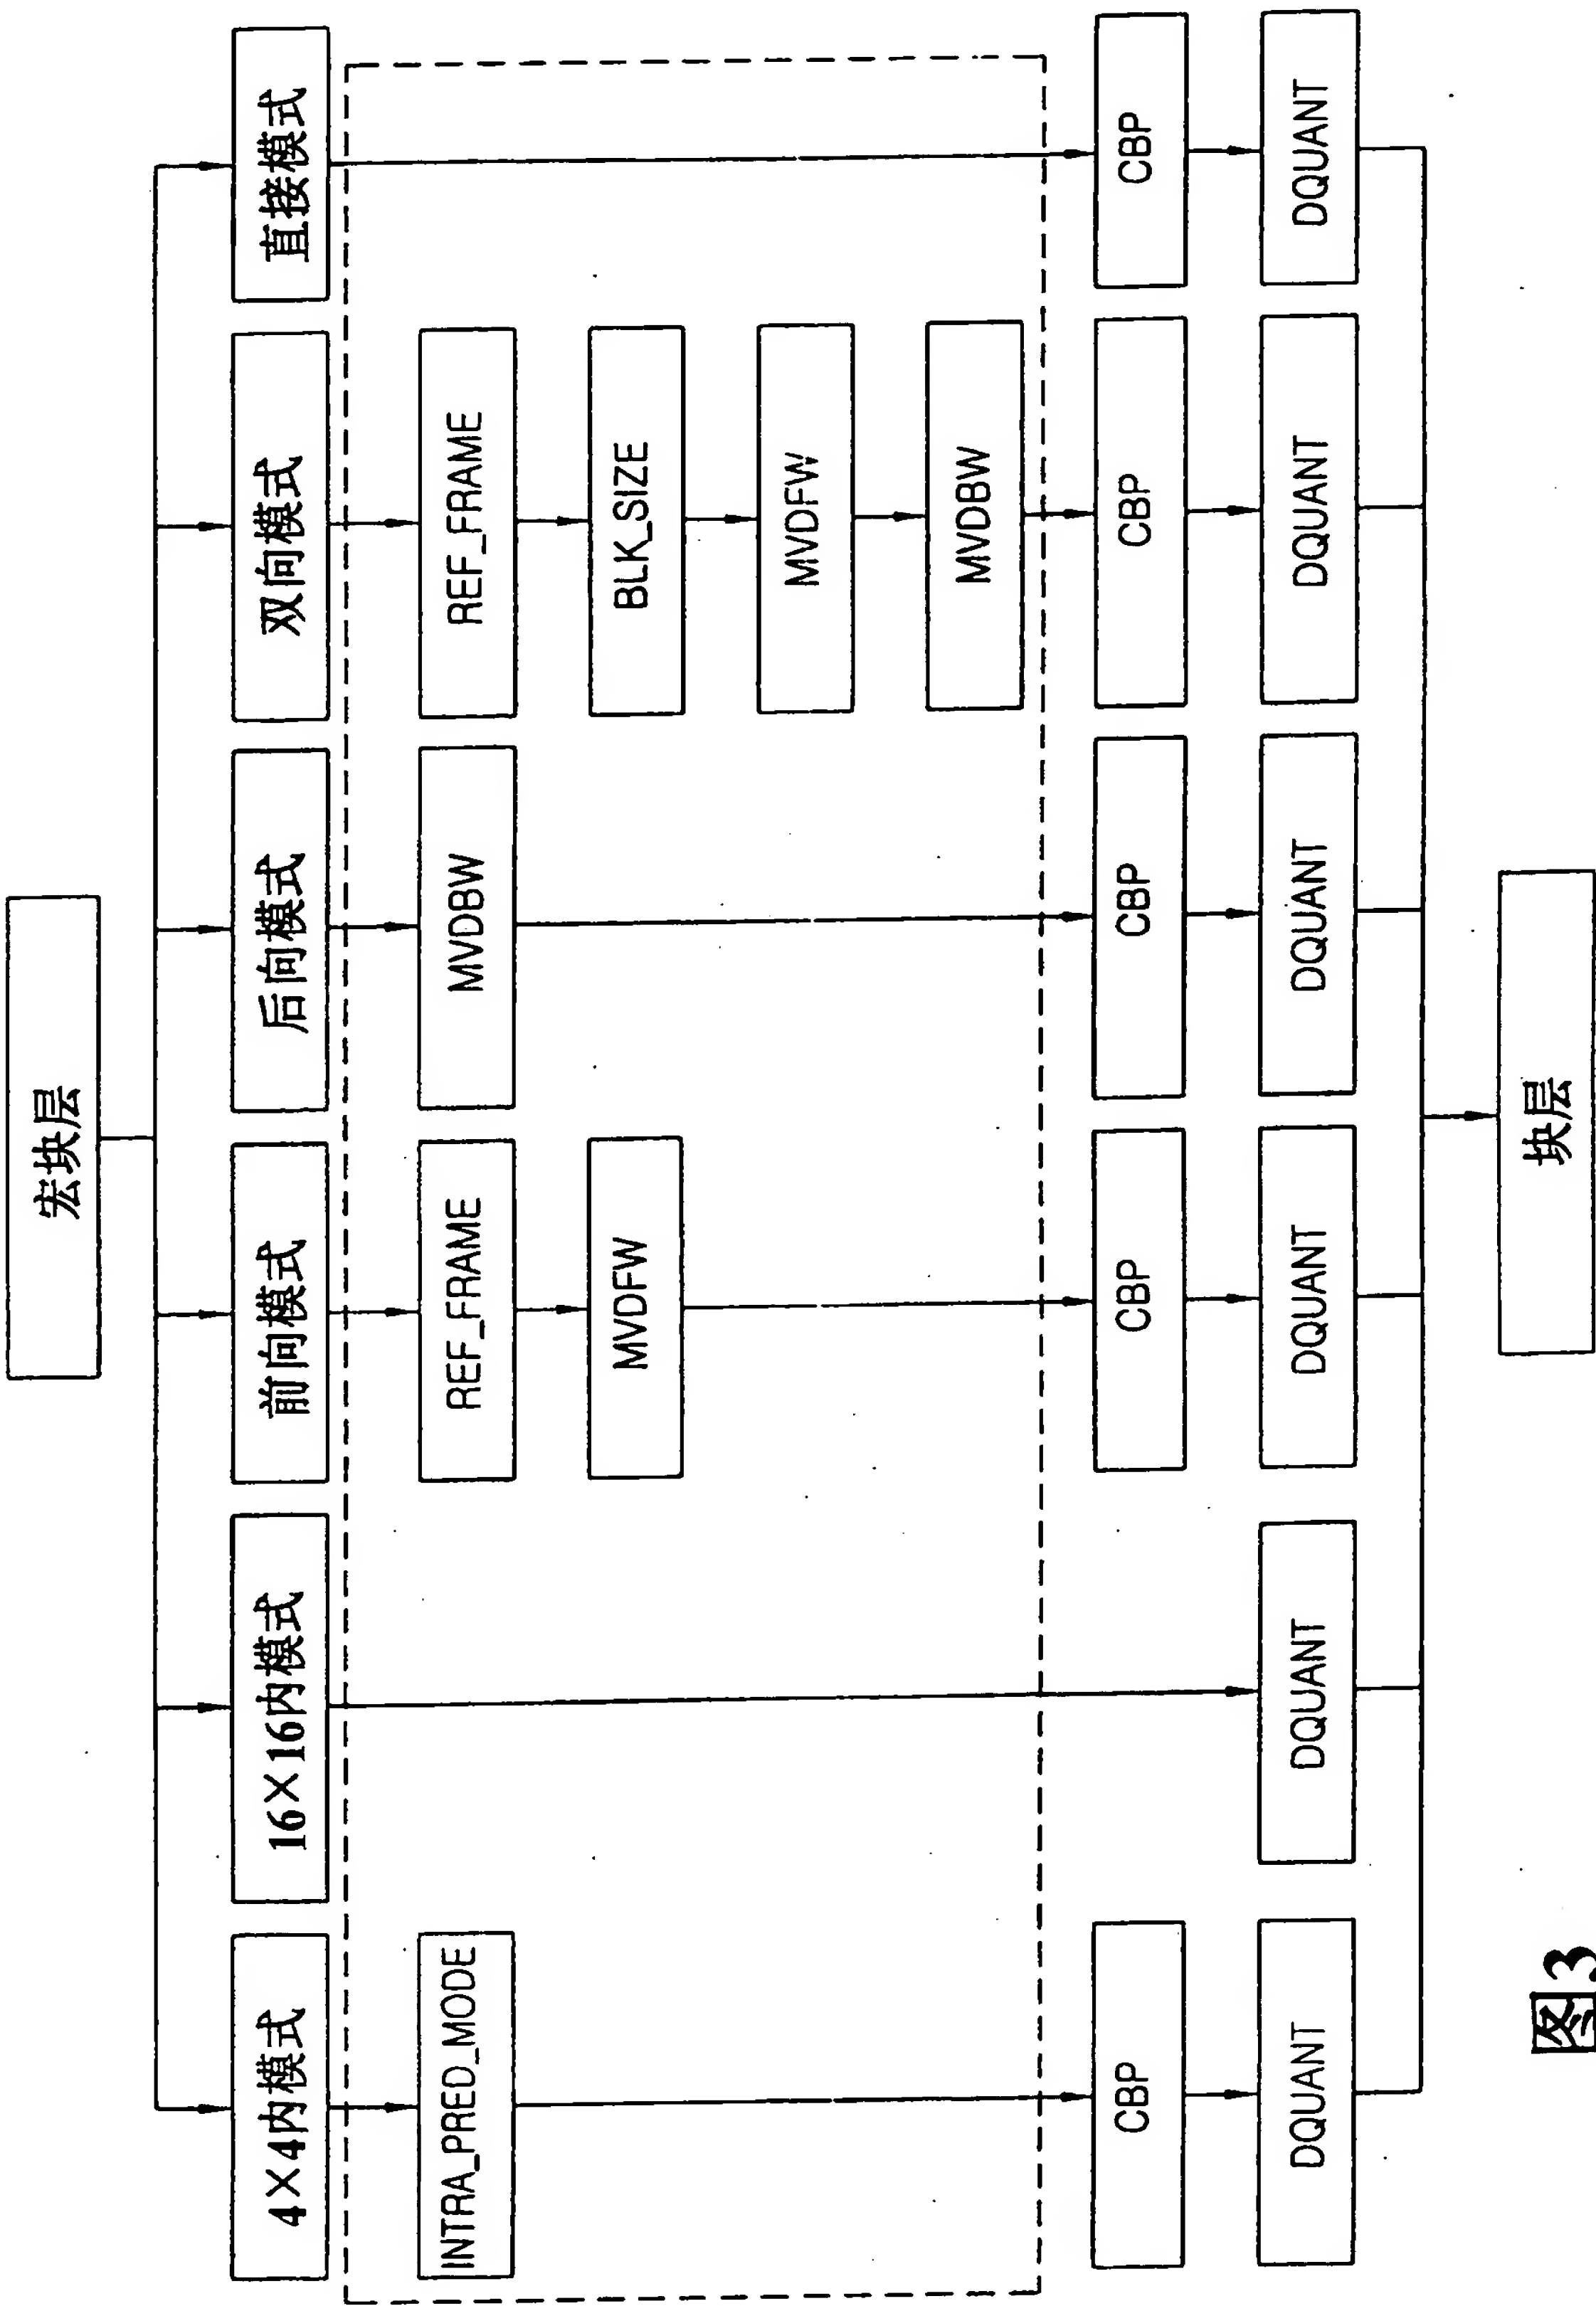 宏块层
4×4内模式
16×16内模式
前向模式
后向模式
双向模式
直接模式
INTRA_PRED_MODE
REF_FRAME
MVDBW
REF_FRAME
MVDFW
BLK_SIZE
MVDFW
MVDBW
CBP
CBP
CBP
CBP
CBP
DQUANT
DQUANT
DQUANT
DQUANT
DQUANT
DQUANT
块层
图3